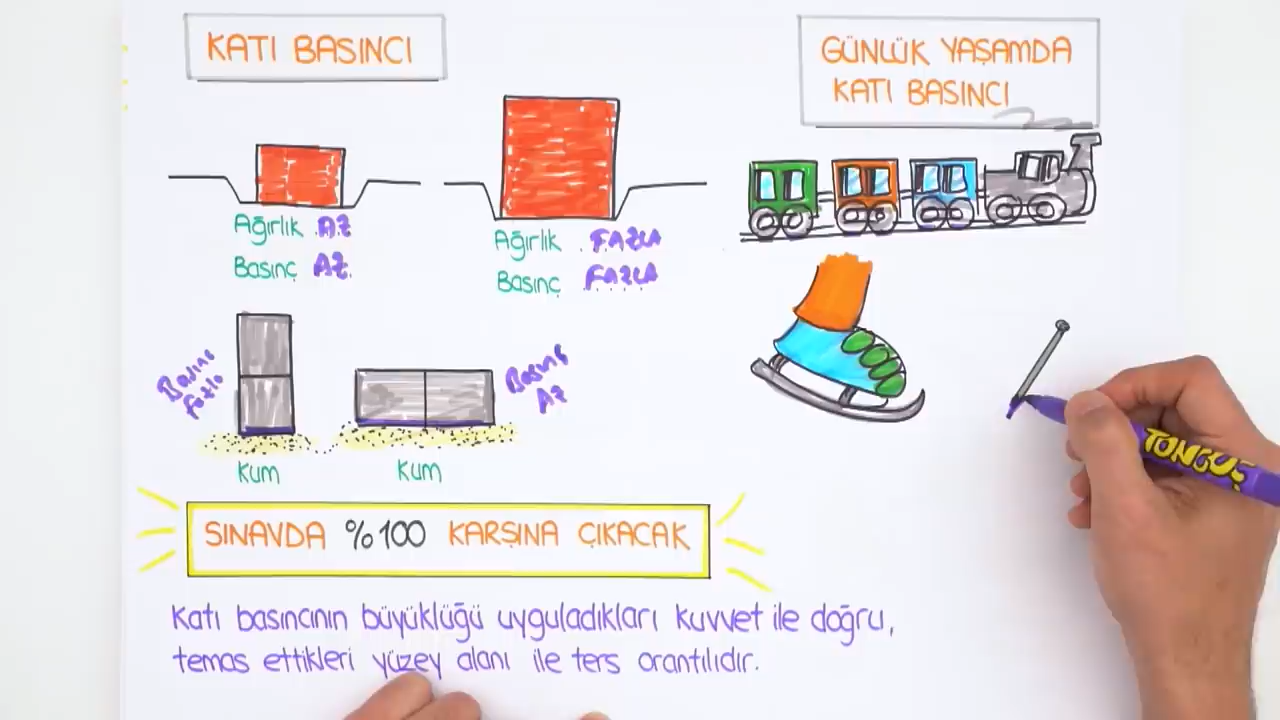 KATI BASINCI
Ağırlık AZ
Basınç AZ
Ağırlık FAZLA
Basınç FAZLA
Basınç
fazla
Basınç
Az
Kum
Kum
SINAVDA %100 KARŞINA ÇIKACAK
Katı basıncının büyüklüğü uyguladıkları kuvvet ile doğru,
temas ettikleri yüzey alanı ile ters orantılıdır.
GÜNLÜK YAŞAMDA
KATI BASINCI
TONGUÇ